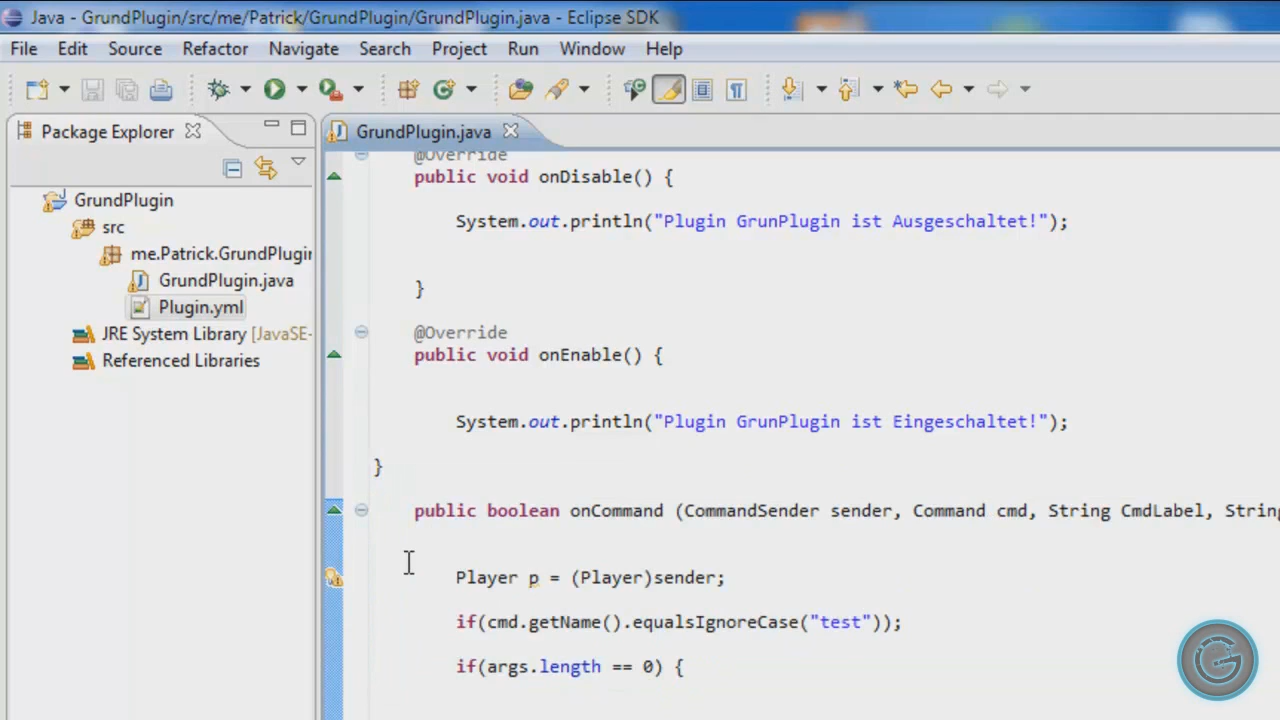 Java - GrundPlugin/src/me/Patrick/GrundPlugin/GrundPlugin.java - Eclipse SDK
File Edit Source Refactor Navigate Search Project Run Window Help
Package Explorer
GrundPlugin
src
me.Patrick.GrundPlugin
GrundPlugin.java
Plugin.yml
JRE System Library [JavaSE-
Referenced Libraries
GrundPlugin.java
@Override
public void onDisable() {
System.out.println("Plugin GrunPlugin ist Ausgeschaltet!");
}
@Override
public void onEnable() {
System.out.println("Plugin GrunPlugin ist Eingeschaltet!");
}
public boolean onCommand (CommandSender sender, Command cmd, String CmdLabel, String
Player p = (Player)sender;
if(cmd.getName().equalsIgnoreCase("test"));
if(args.length == 0) {